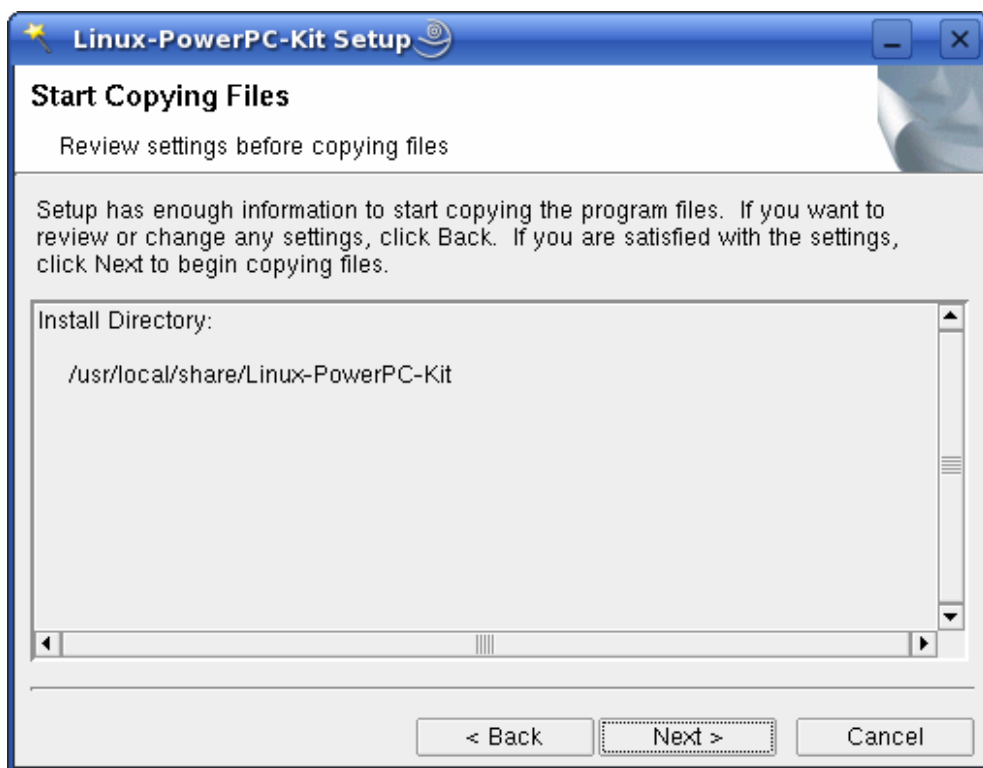 Linux-PowerPC-Kit Setup
Start Copying Files
Review settings before copying files
Setup has enough information to start copying the program files. If you want to
review or change any settings, click Back. If you are satisfied with the settings,
click Next to begin copying files.
Install Directory:
/usr/local/share/Linux-PowerPC-Kit
< Back
Next >
Cancel